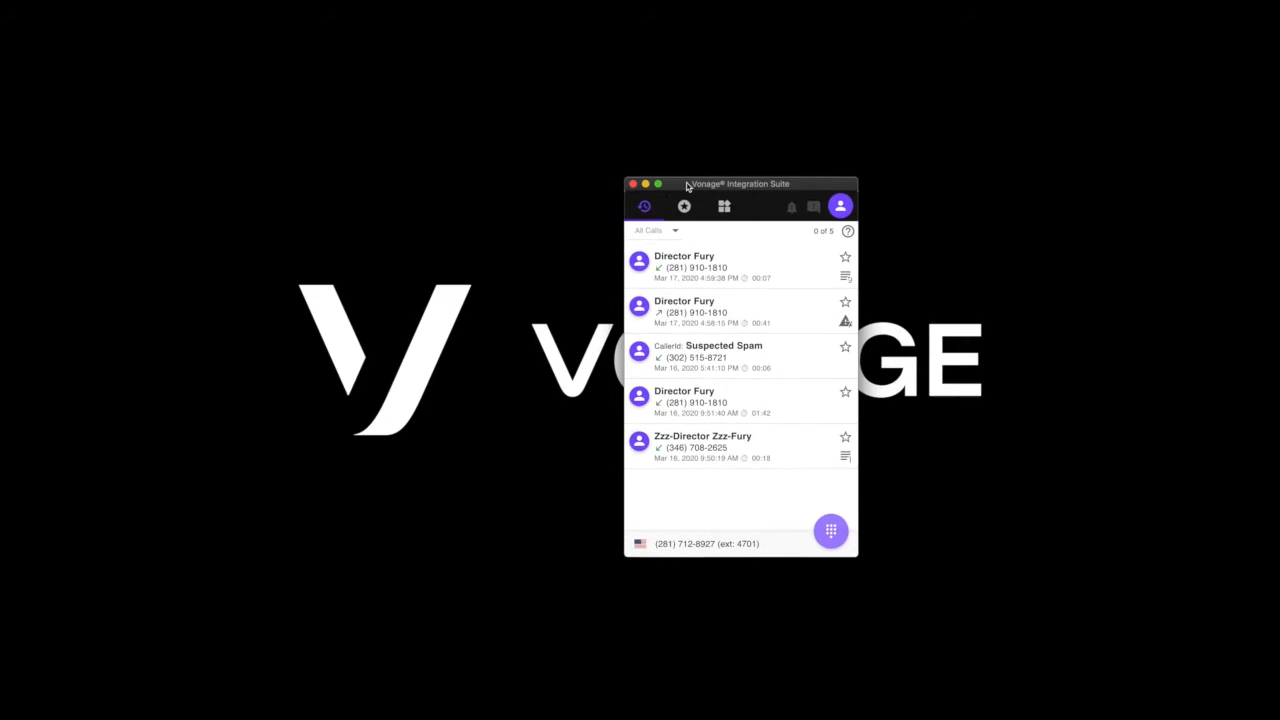 Vonage® Integration Suite
All Calls
0 of 5
Director Fury
(281) 910-1810
Mar 17, 2020 4:59:38 PM 00:07
Director Fury
(281) 910-1810
Mar 17, 2020 4:58:15 PM 00:41
CallerId: Suspected Spam
(302) 515-8721
Mar 16, 2020 5:41:10 PM 00:06
Director Fury
(281) 910-1810
Mar 16, 2020 9:51:40 AM 01:42
Zzz-Director Zzz-Fury
(346) 708-2625
Mar 16, 2020 9:50:19 AM 00:18
(281) 712-8927 (ext: 4701)
V GE